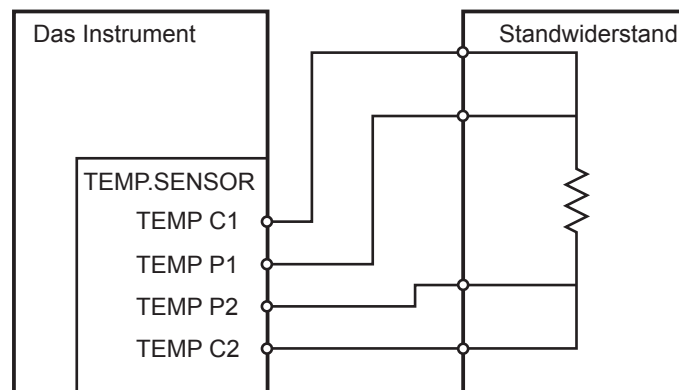 Das Instrument
Standwiderstand
TEMP.SENSOR
TEMP C1
TEMP P1
TEMP P2
TEMP C2